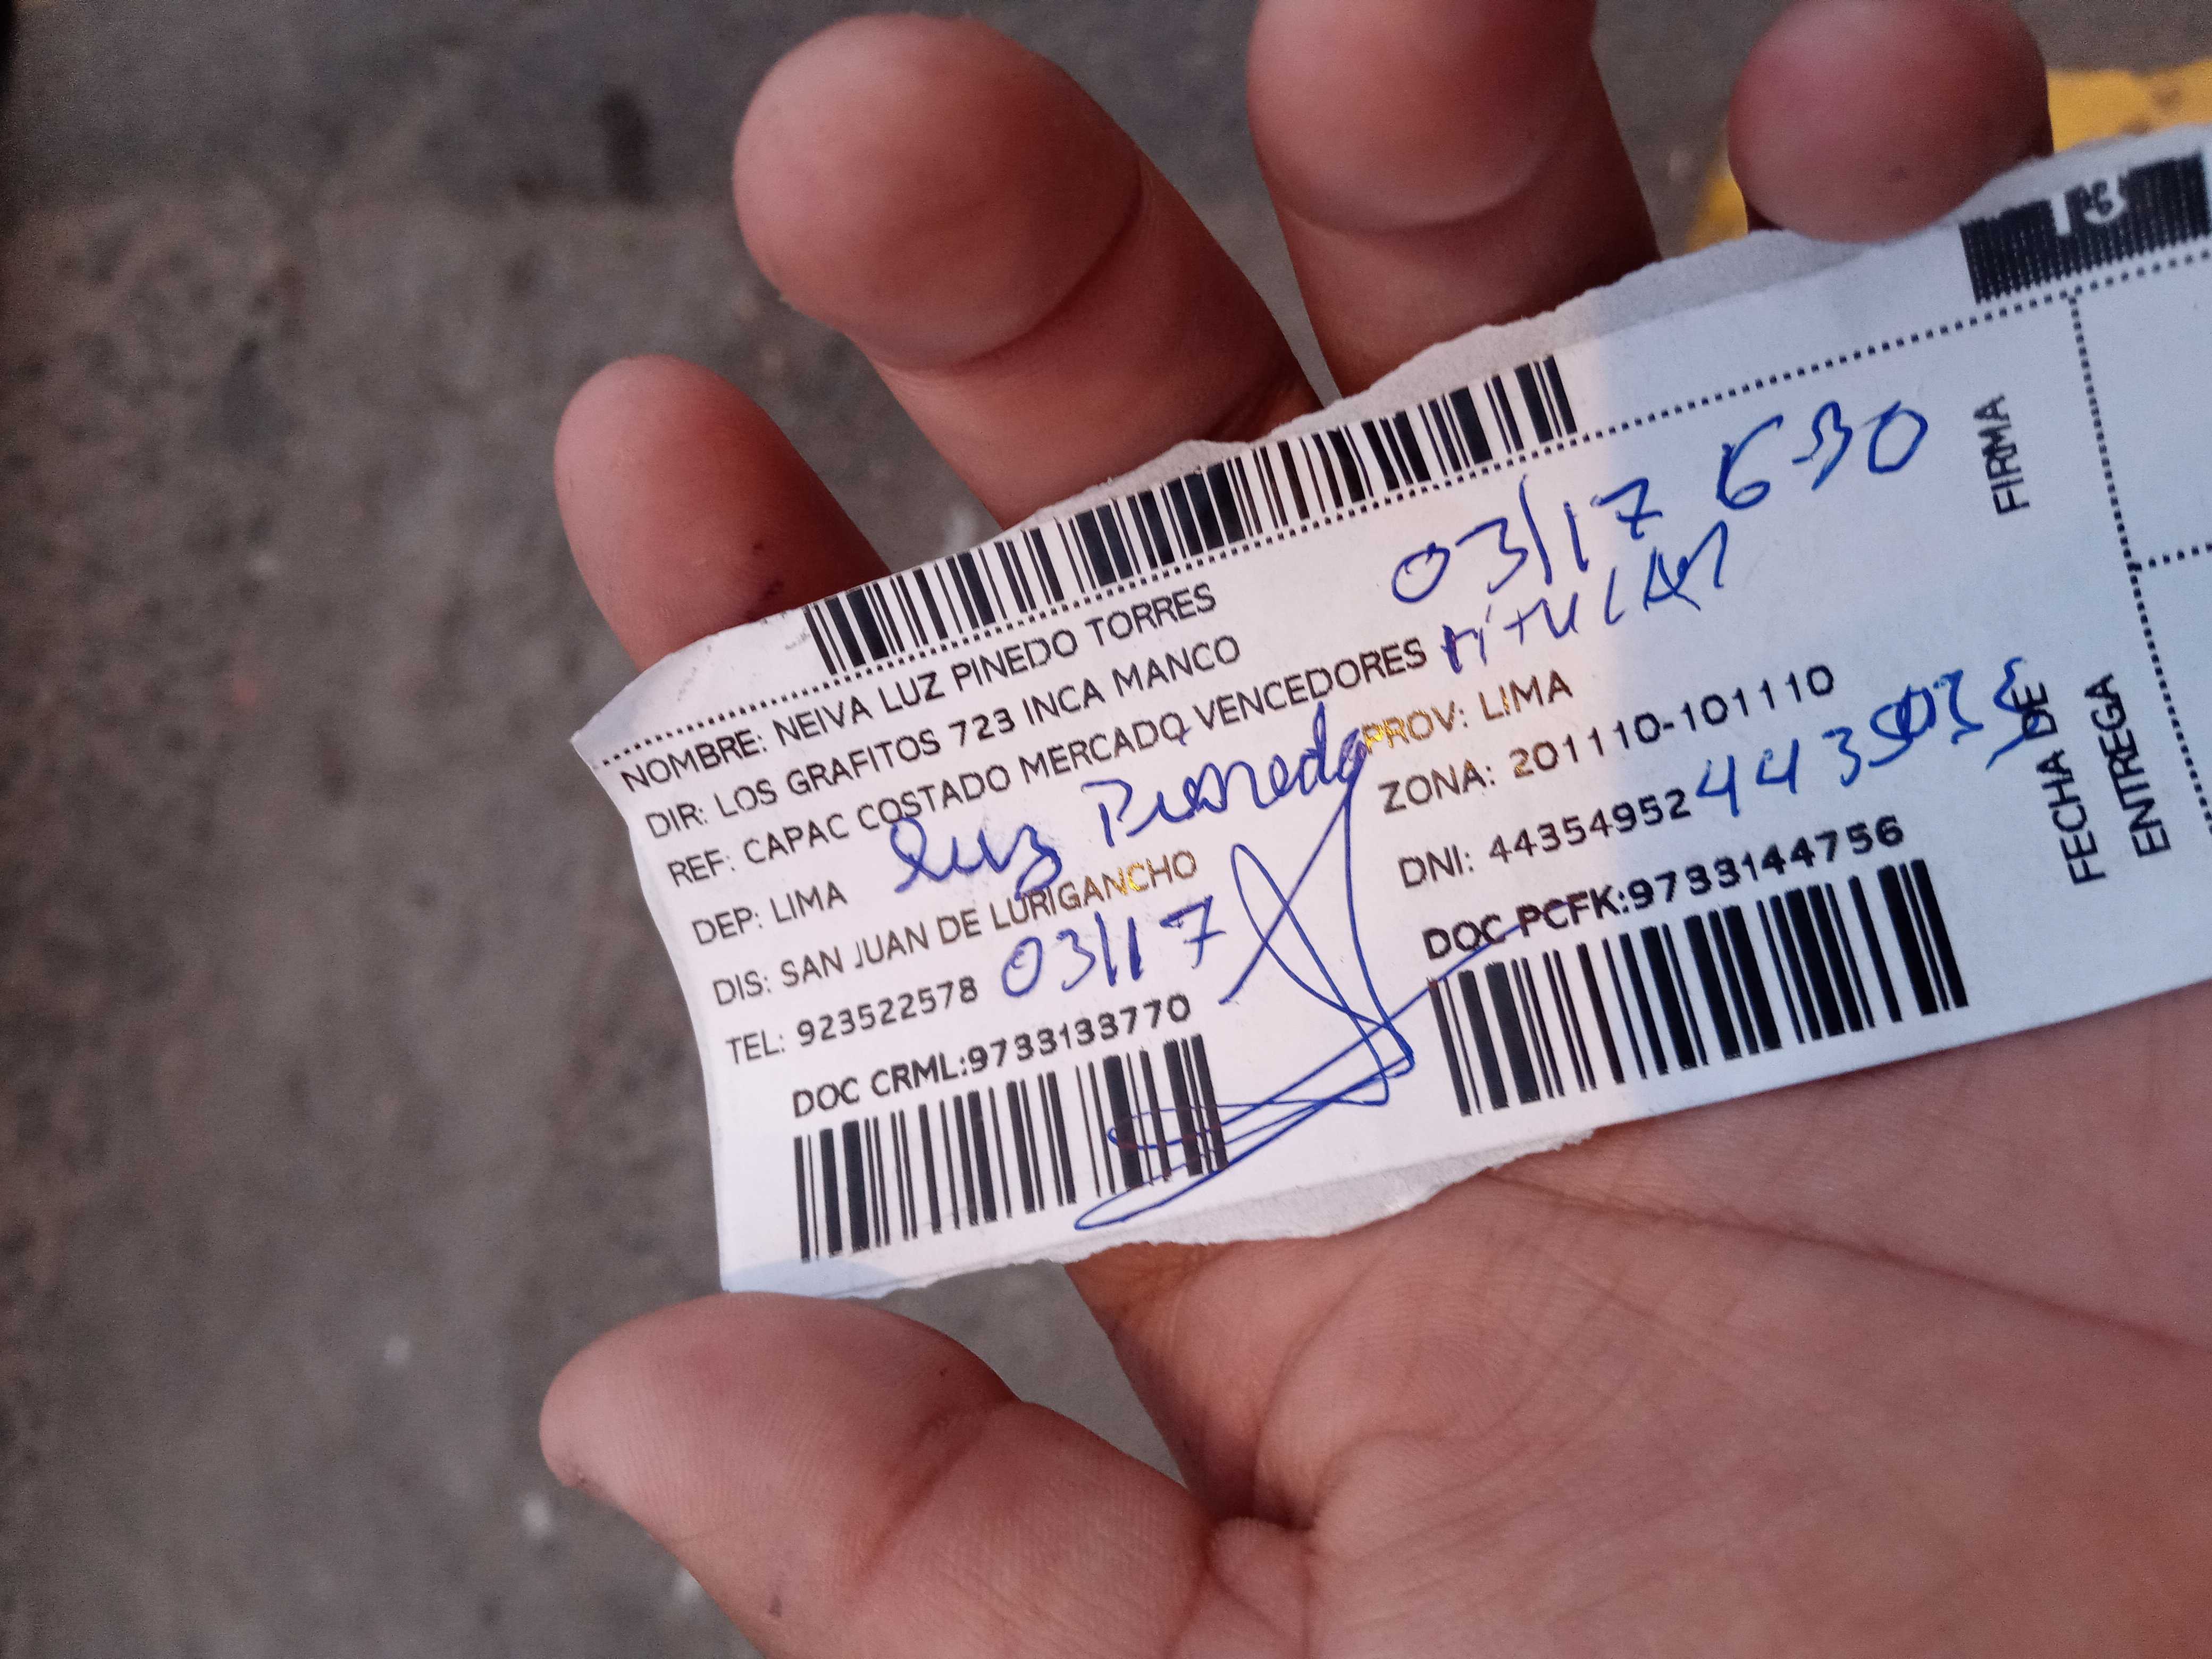 NOMBRE: NEIVA LUZ PINEDO TORRES
03/17 630
DIR: LOS GRAFITOS 723 INCA MANCO
REF: CAPAC COSTADO MERCADO VENCEDORES titular
DEP: LIMA
PROV: LIMA
luz Pinedo
DIS: SAN JUAN DE LURIGANCHO
ZONA: 201110-101110
TEL: 923522578 03/17
DNI: 44354952
DOC CRML:9733133770
DOC PCFK:9733144756
FIRMA
FECHA DE
ENTREGA